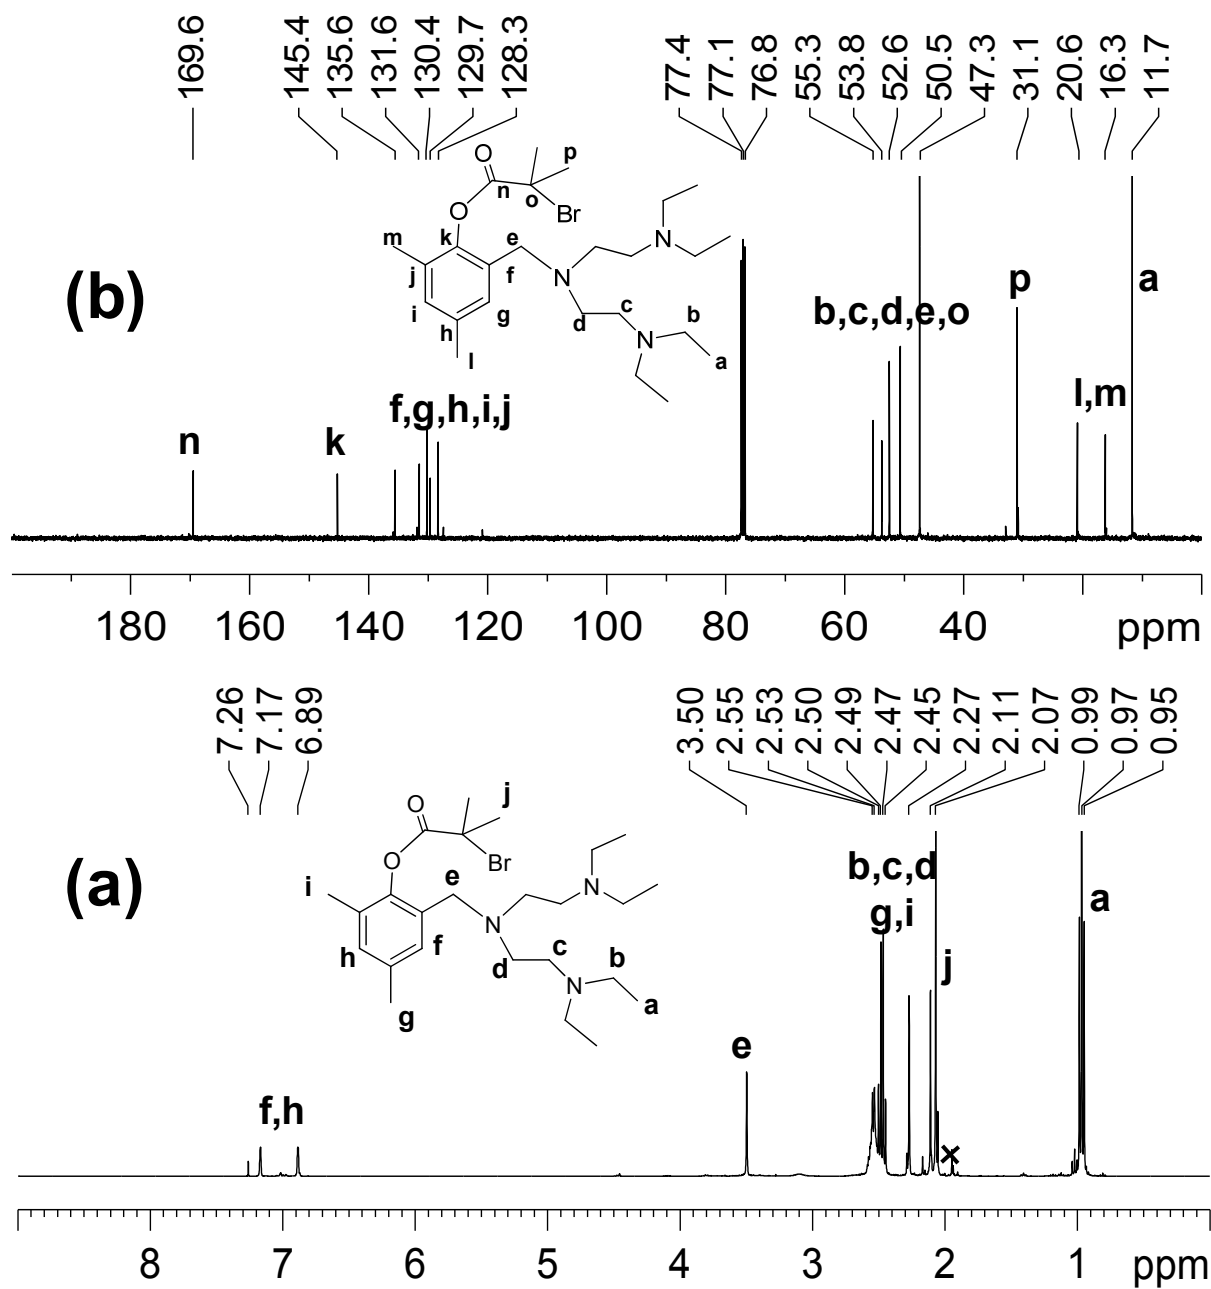 169.6 145.4 135.6 131.6 130.4 129.7 128.3 77.4 77.1 76.8 55.3 53.8 52.6 50.5 47.3 31.1 20.6 16.3 11.7
O p
n o Br
O
m k e N
(b) j f N p a
i g c b,c,d,e,o
h d b
l N a
f,g,h,i,j l,m
n k
180 160 140 120 100 80 60 40 ppm
7.26 7.17 6.89 3.50 2.55 2.53 2.50 2.49 2.47 2.45 2.27 2.11 2.07 0.99 0.97 0.95
O j
Br
O e b,c,d
(a) i N a
N g,i
h f c
d b j
N
g a
e
f,h
×
8 7 6 5 4 3 2 1 ppm